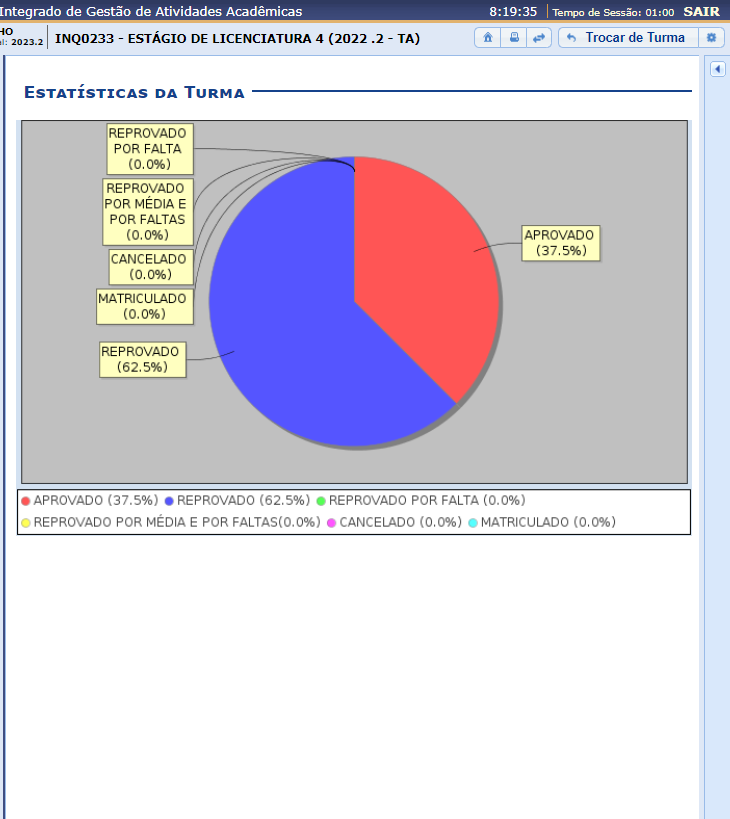 Integrado de Gestão de Atividades Acadêmicas 8:19:35 Tempo de Sessão: 01:00 SAIR
HO
el: 2023.2 INQ0233 - ESTÁGIO DE LICENCIATURA 4 (2022 .2 - TA) Trocar de Turma
ESTATÍSTICAS DA TURMA
REPROVADO
POR FALTA
(0.0%)
REPROVADO
POR MÉDIA E
POR FALTAS
(0.0%)
CANCELADO
(0.0%)
MATRICULADO
(0.0%)
REPROVADO
(62.5%)
APROVADO
(37.5%)
APROVADO (37.5%) REPROVADO (62.5%) REPROVADO POR FALTA (0.0%)
REPROVADO POR MÉDIA E POR FALTAS(0.0%) CANCELADO (0.0%) MATRICULADO (0.0%)